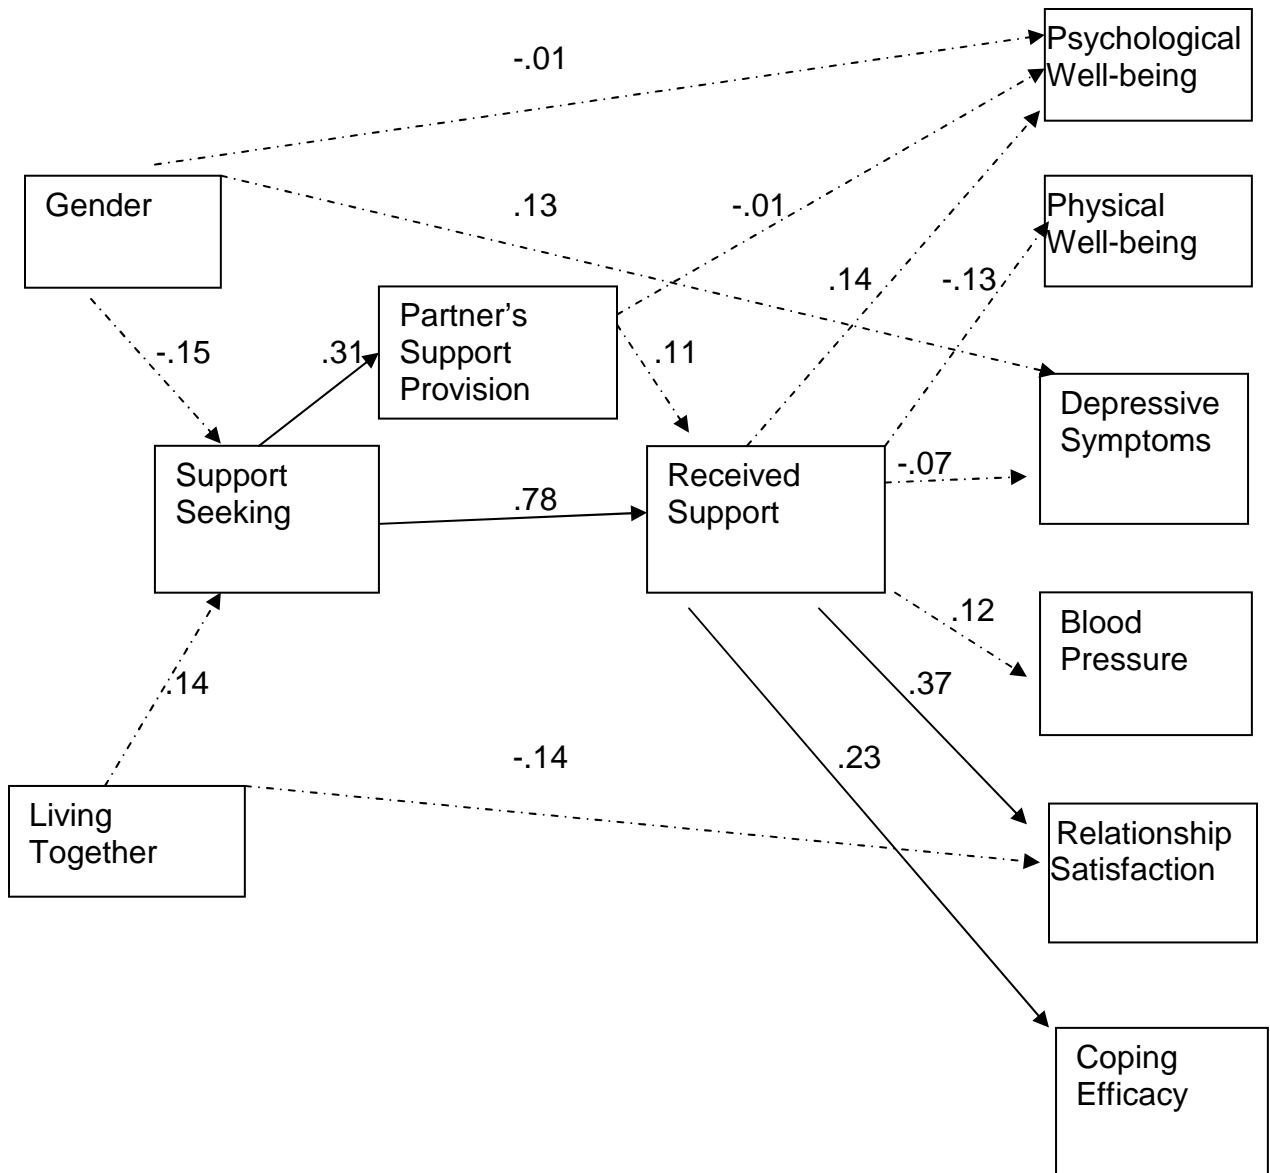 Psychological
Well-being
-.01
Gender
.13
-.01
Physical
Well-being
.14
-.13
Partner’s
Support
Provision
-.15
.31
.11
Depressive
Symptoms
Support
Seeking
.78
Received
Support
-.07
Blood
Pressure
.12
.14
.37
-.14
.23
Living
Together
Relationship
Satisfaction
Coping
Efficacy